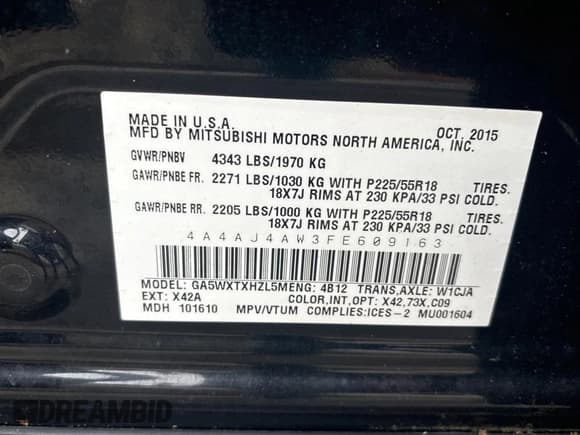 MADE IN U.S.A. OCT, 2015
MFD BY MITSUBISHI MOTORS NORTH AMERICA, INC.
GVWR/PNBV 4343 LBS/1970 KG
GAWR/PNBE FR. 2271 LBS/1030 KG WITH P225/55R18 TIRES.
18X7J RIMS AT 230 KPA/33 PSI COLD.
GAWR/PNBE RR. 2205 LBS/1000 KG WITH P225/55R18 TIRES.
18X7J RIMS AT 230 KPA/33 PSI COLD.
4A4AJ4AW3FE609163
MODEL: GA5WXTXHZL5MENG: 4B12 TRANS,AXLE: W1CJA
EXT: X42A COLOR,INT,OPT: X42,73X,C09
MDH 101610 MPV/VTUM COMPLIES:ICES-2 MU001604
DREAMBID